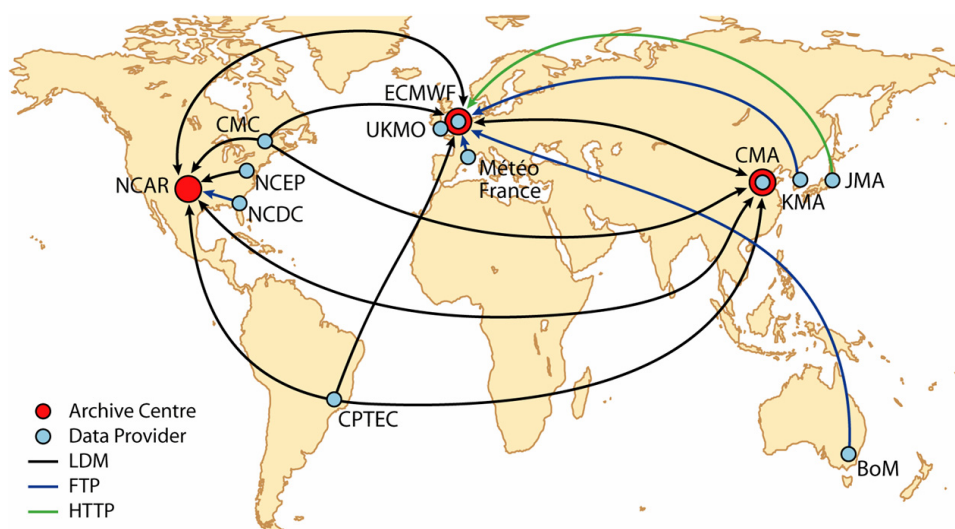 ECMWF
CMC
UKMO
CMA
NCAR
NCEP
Météo
France
JMA
KMA
NCDC
CPTEC
BoM
Archive Centre
Data Provider
LDM
FTP
HTTP